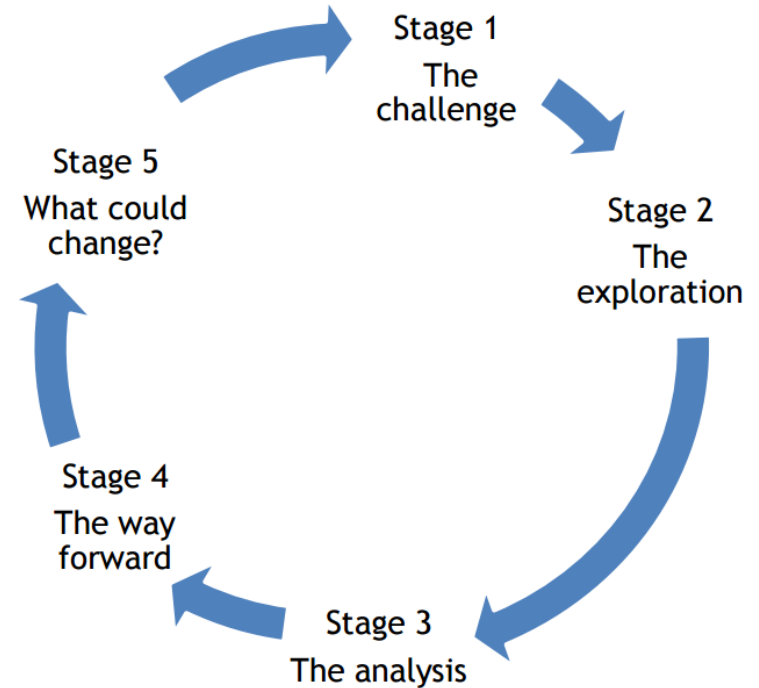 Stage 1
The
challenge
Stage 2
The
exploration
Stage 3
The analysis
Stage 4
The way
forward
Stage 5
What could
change?